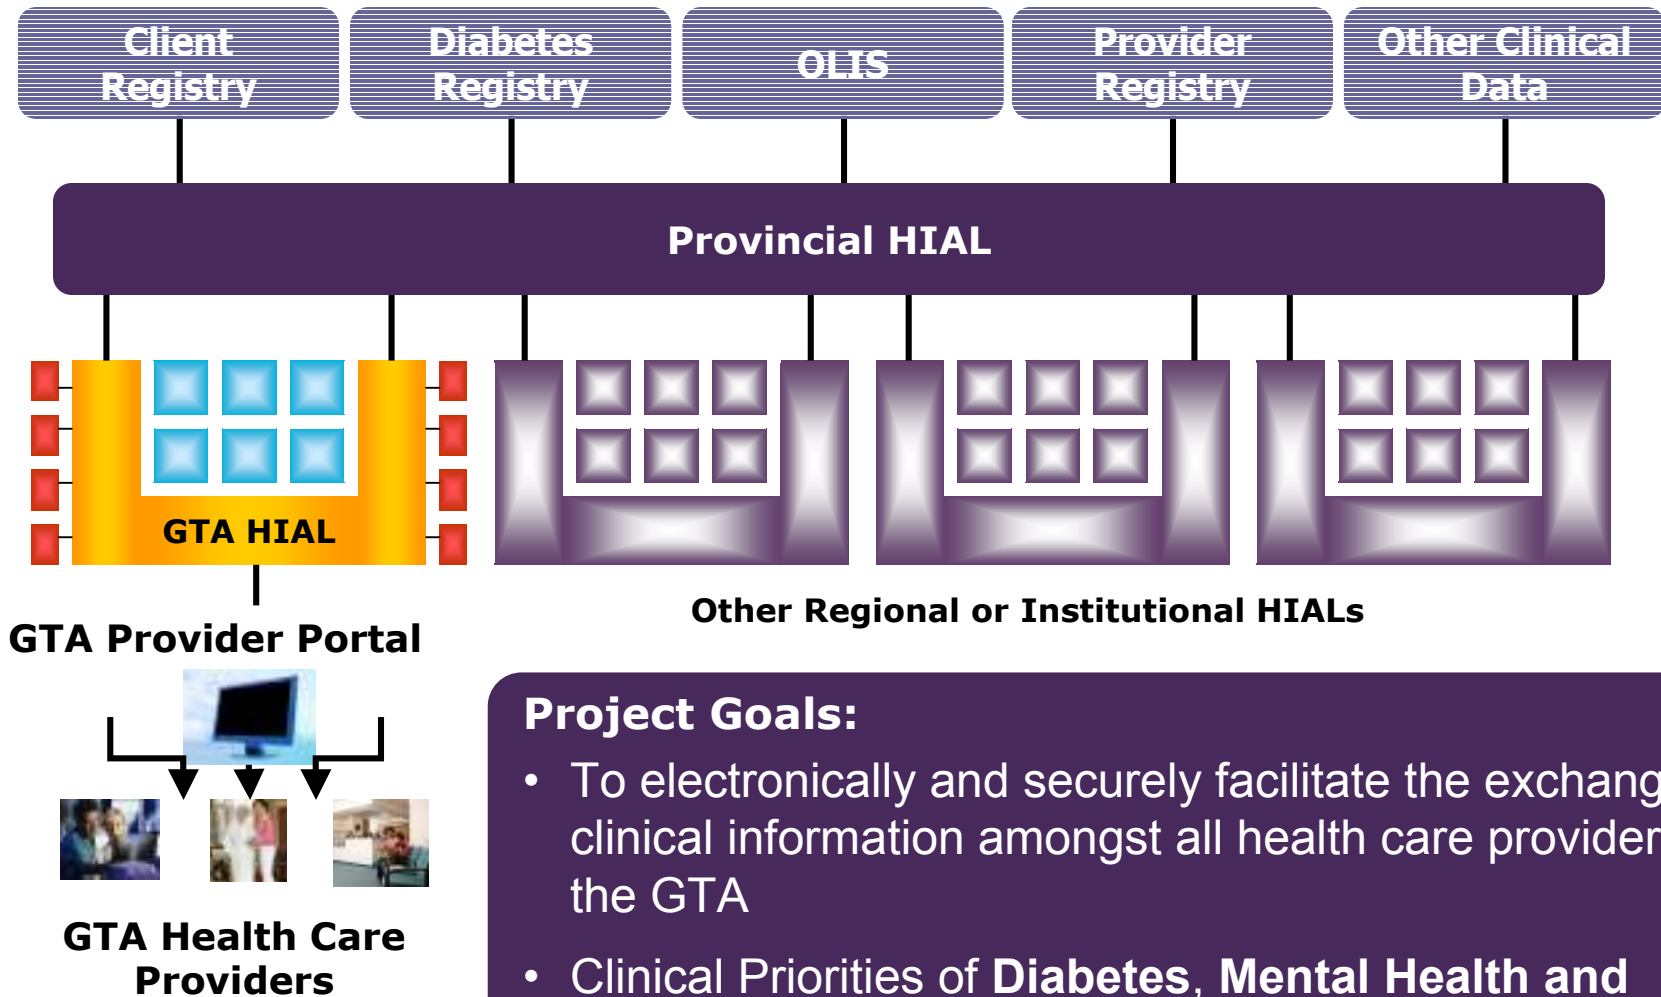 Client
Registry
Diabetes
Registry
OLIS
Provider
Registry
Other Clinical
Data
Provincial HIAL
GTA HIAL
Other Regional or Institutional HIALs
GTA Provider Portal
GTA Health Care
Providers
Project Goals:
• To electronically and securely facilitate the exchang
clinical information amongst all health care provider
the GTA
• Clinical Priorities of Diabetes, Mental Health and